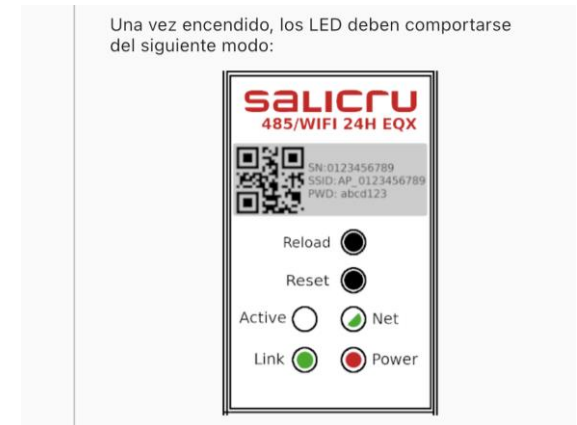 Una vez encendido, los LED deben comportarse
del siguiente modo:
salicru
485/WIFI 24H EQX
SN:0123456789
SSID:AP_0123456789
PWD: abcd123
Reload
Reset
Active Net
Link Power